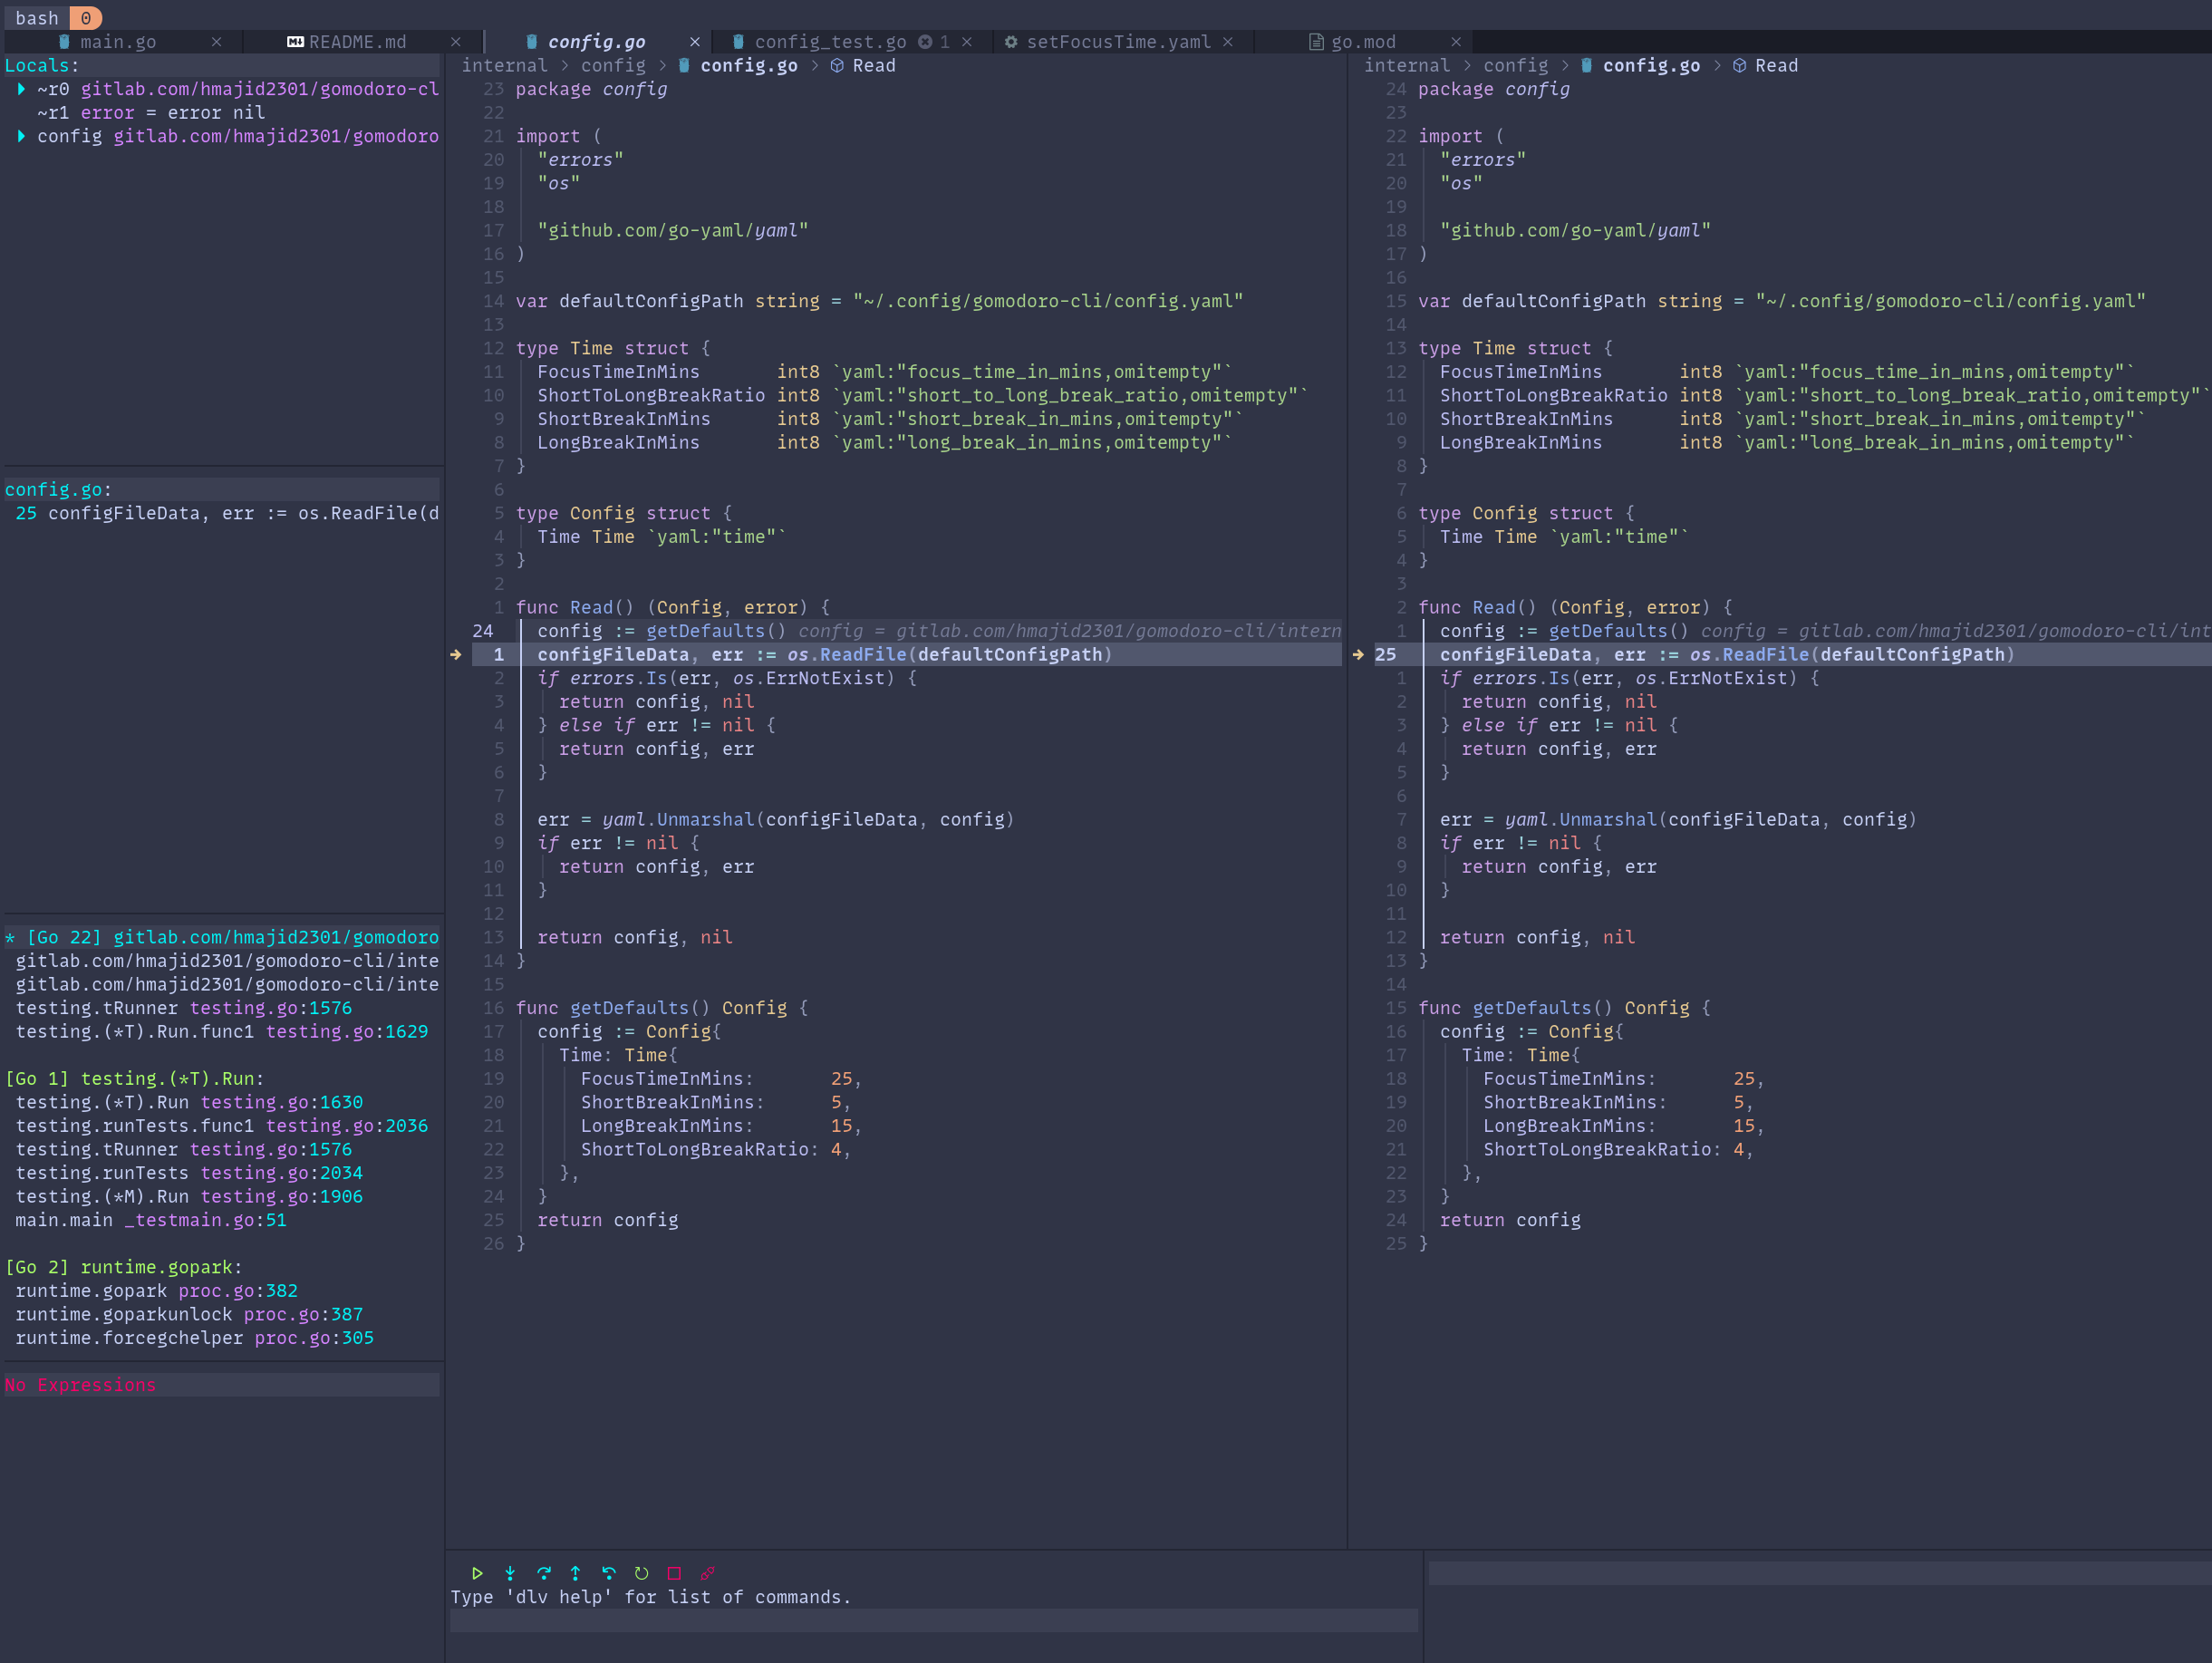 bash 0
main.go × README.md × config.go × config_test.go 1 × setFocusTime.yaml × go.mod ×
Locals:
~r0 gitlab.com/hmajid2301/gomodoro-cl
~r1 error = error nil
config gitlab.com/hmajid2301/gomodoro
config.go:
25 configFileData, err := os.ReadFile(d
* [Go 22] gitlab.com/hmajid2301/gomodoro
gitlab.com/hmajid2301/gomodoro-cli/inte
gitlab.com/hmajid2301/gomodoro-cli/inte
testing.tRunner testing.go:1576
testing.(*T).Run.func1 testing.go:1629
[Go 1] testing.(*T).Run:
testing.(*T).Run testing.go:1630
testing.runTests.func1 testing.go:2036
testing.tRunner testing.go:1576
testing.runTests testing.go:2034
testing.(*M).Run testing.go:1906
main.main _testmain.go:51
[Go 2] runtime.gopark:
runtime.gopark proc.go:382
runtime.goparkunlock proc.go:387
runtime.forcegchelper proc.go:305
No Expressions
internal > config > config.go > Read
23 package config
22
21 import (
20 "errors"
19 "os"
18
17 "github.com/go-yaml/yaml"
16 )
15
14 var defaultConfigPath string = "~/.config/gomodoro-cli/config.yaml"
13
12 type Time struct {
11 FocusTimeInMins int8 `yaml:"focus_time_in_mins,omitempty"`
10 ShortToLongBreakRatio int8 `yaml:"short_to_long_break_ratio,omitempty"`
9 ShortBreakInMins int8 `yaml:"short_break_in_mins,omitempty"`
8 LongBreakInMins int8 `yaml:"long_break_in_mins,omitempty"`
7 }
6
5 type Config struct {
4 Time Time `yaml:"time"`
3 }
2
1 func Read() (Config, error) {
24 config := getDefaults() config = gitlab.com/hmajid2301/gomodoro-cli/intern
→ 1 configFileData, err := os.ReadFile(defaultConfigPath)
2 if errors.Is(err, os.ErrNotExist) {
3 return config, nil
4 } else if err != nil {
5 return config, err
6 }
7
8 err = yaml.Unmarshal(configFileData, config)
9 if err != nil {
10 return config, err
11 }
12
13 return config, nil
14 }
15
16 func getDefaults() Config {
17 config := Config{
18 Time: Time{
19 FocusTimeInMins: 25,
20 ShortBreakInMins: 5,
21 LongBreakInMins: 15,
22 ShortToLongBreakRatio: 4,
23 },
24 }
25 return config
26 }
internal > config > config.go > Read
24 package config
23
22 import (
21 "errors"
20 "os"
19
18 "github.com/go-yaml/yaml"
17 )
16
15 var defaultConfigPath string = "~/.config/gomodoro-cli/config.yaml"
14
13 type Time struct {
12 FocusTimeInMins int8 `yaml:"focus_time_in_mins,omitempty"`
11 ShortToLongBreakRatio int8 `yaml:"short_to_long_break_ratio,omitempty"`
10 ShortBreakInMins int8 `yaml:"short_break_in_mins,omitempty"`
9 LongBreakInMins int8 `yaml:"long_break_in_mins,omitempty"`
8 }
7
6 type Config struct {
5 Time Time `yaml:"time"`
4 }
3
2 func Read() (Config, error) {
1 config := getDefaults() config = gitlab.com/hmajid2301/gomodoro-cli/int
→ 25 configFileData, err := os.ReadFile(defaultConfigPath)
1 if errors.Is(err, os.ErrNotExist) {
2 return config, nil
3 } else if err != nil {
4 return config, err
5 }
6
7 err = yaml.Unmarshal(configFileData, config)
8 if err != nil {
9 return config, err
10 }
11
12 return config, nil
13 }
14
15 func getDefaults() Config {
16 config := Config{
17 Time: Time{
18 FocusTimeInMins: 25,
19 ShortBreakInMins: 5,
20 LongBreakInMins: 15,
21 ShortToLongBreakRatio: 4,
22 },
23 }
24 return config
25 }
Type 'dlv help' for list of commands.